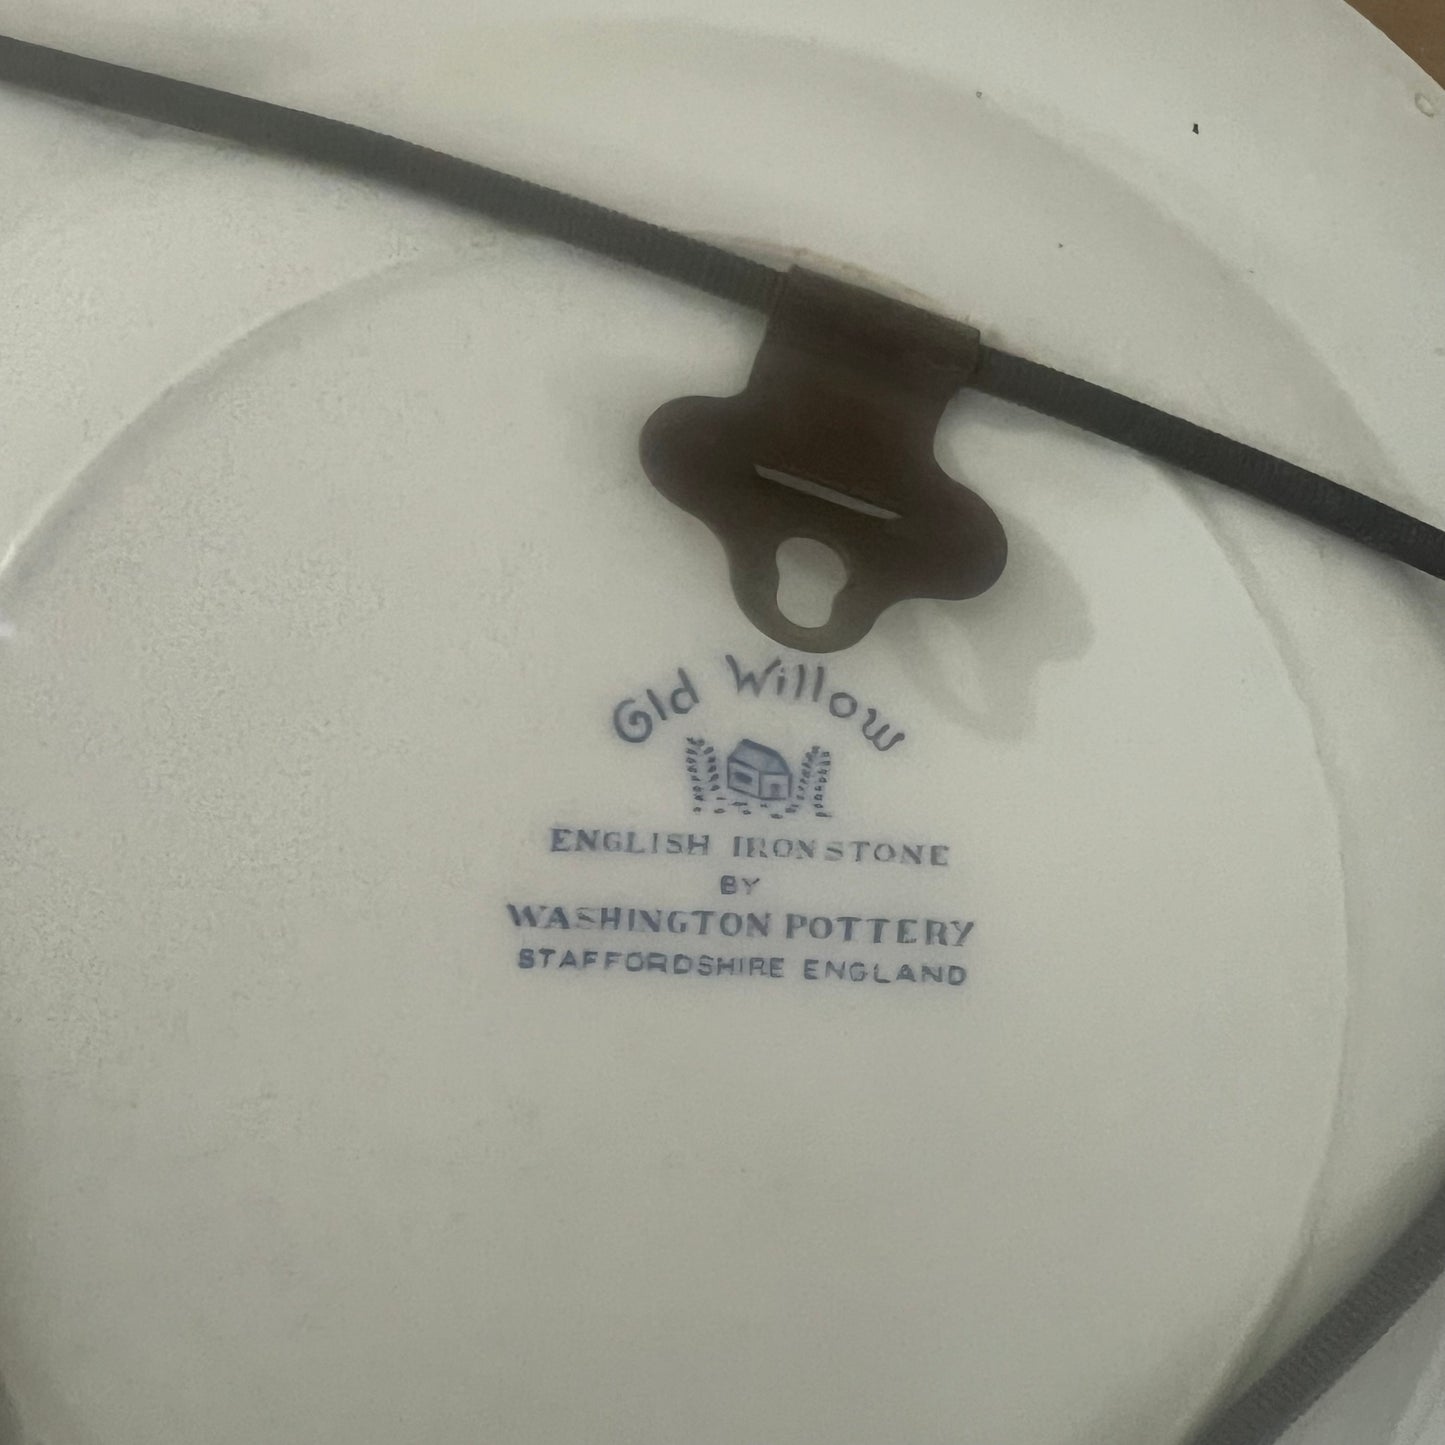 Old Willow
ENGLISH IRONSTONE
BY
WASHINGTON POTTERY
STAFFORDSHIRE ENGLAND